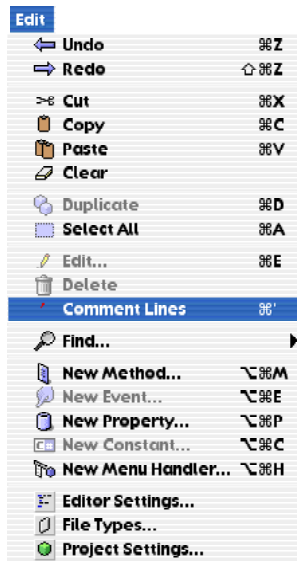 Edit
Undo ⌘Z
Redo ⇧⌘Z
Cut ⌘X
Copy ⌘C
Paste ⌘V
Clear
Duplicate ⌘D
Select All ⌘A
Edit... ⌘E
Delete
Comment Lines ⌘'
Find...
New Method... ⌥⌘M
New Event... ⌥⌘E
New Property... ⌥⌘P
New Constant... ⌥⌘C
New Menu Handler... ⌥⌘H
Editor Settings...
File Types...
Project Settings...